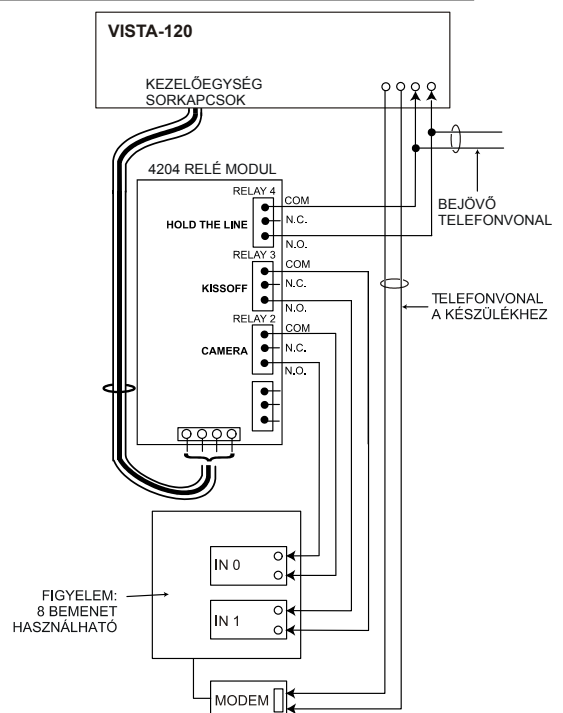 VISTA-120
KEZELŐEGYSÉG
SORKAPCSOK
4204 RELÉ MODUL
RELAY 4
COM
HOLD THE LINE
N.C.
N.O.
BEJÖVŐ
TELEFONVONAL
RELAY 3
COM
KISSOFF
N.C.
N.O.
TELEFONVONAL
A KÉSZÜLÉKHEZ
RELAY 2
COM
CAMERA
N.C.
N.O.
IN 0
IN 1
FIGYELEM:
8 BEMENET
HASZNÁLHATÓ
MODEM